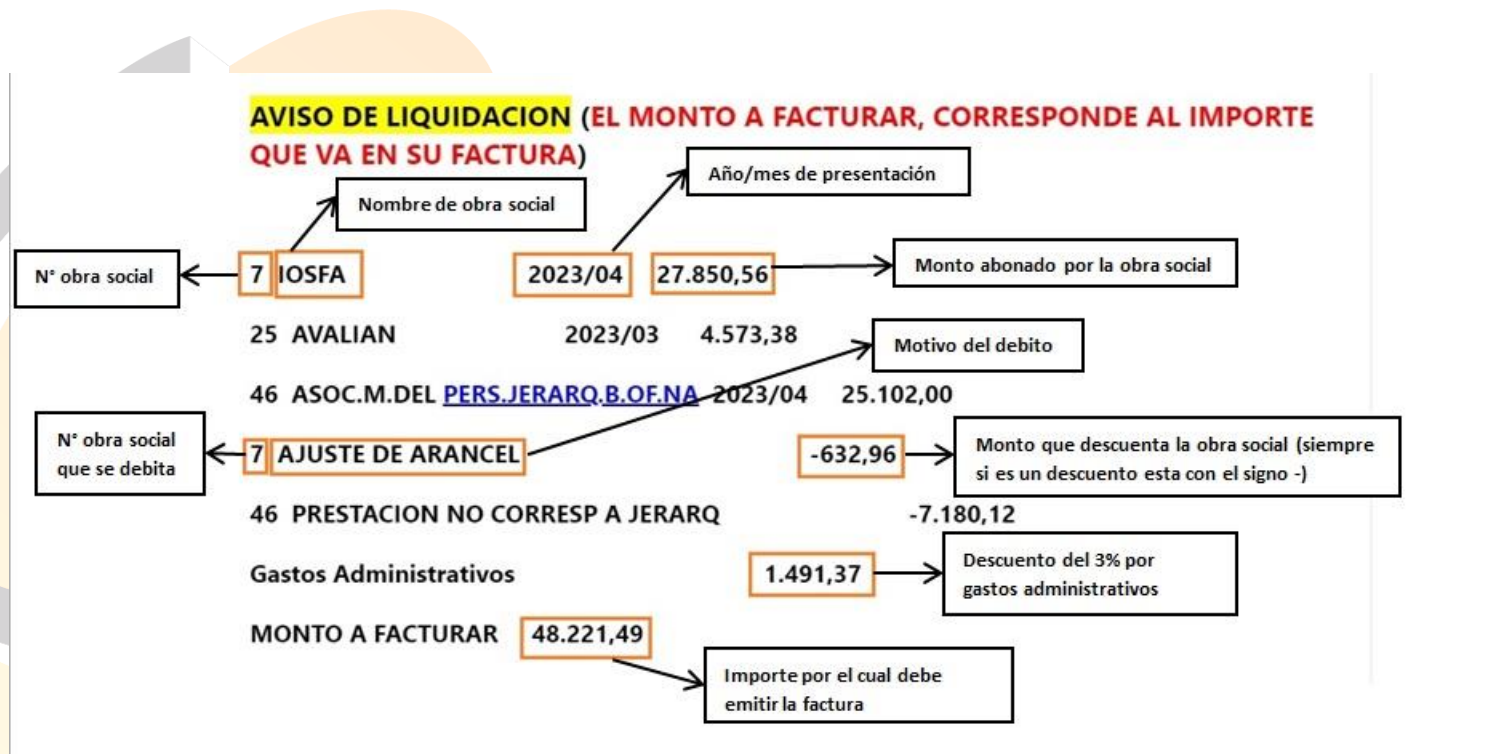 AVISO DE LIQUIDACION (EL MONTO A FACTURAR, CORRESPONDE AL IMPORTE
QUE VA EN SU FACTURA)
Año/mes de presentación
Nombre de obra social
N° obra social
7 IOSFA 2023/04 27.850,56
Monto abonado por la obra social
25 AVALIAN 2023/03 4.573,38
Motivo del debito
46 ASOC.M.DEL PERS.JERARQ.B.OF.NA 2023/04 25.102,00
N° obra social
que se debita
7 AJUSTE DE ARANCEL -632,96
Monto que descuenta la obra social (siempre
si es un descuento esta con el signo -)
46 PRESTACION NO CORRESP A JERARQ -7.180,12
Gastos Administrativos 1.491,37
Descuento del 3% por
gastos administrativos
MONTO A FACTURAR 48.221,49
Importe por el cual debe
emitir la factura